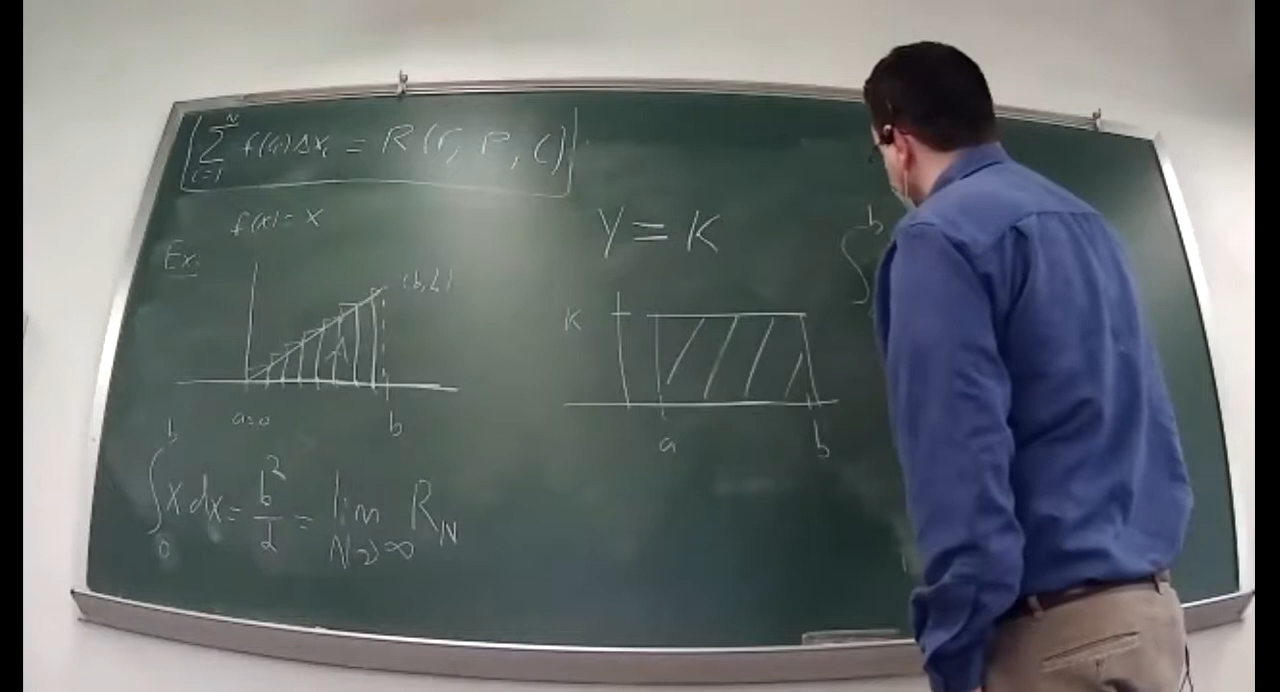 N
∑ f(c_i)Δx_i = R(f, P, C)
i=1
f(x) = x
Ex.
(b,b)
A
a=0
b
∫_0^b x dx = b²/2 = lim_{N→∞} R_N
Y = K
K
a
b
∫^b